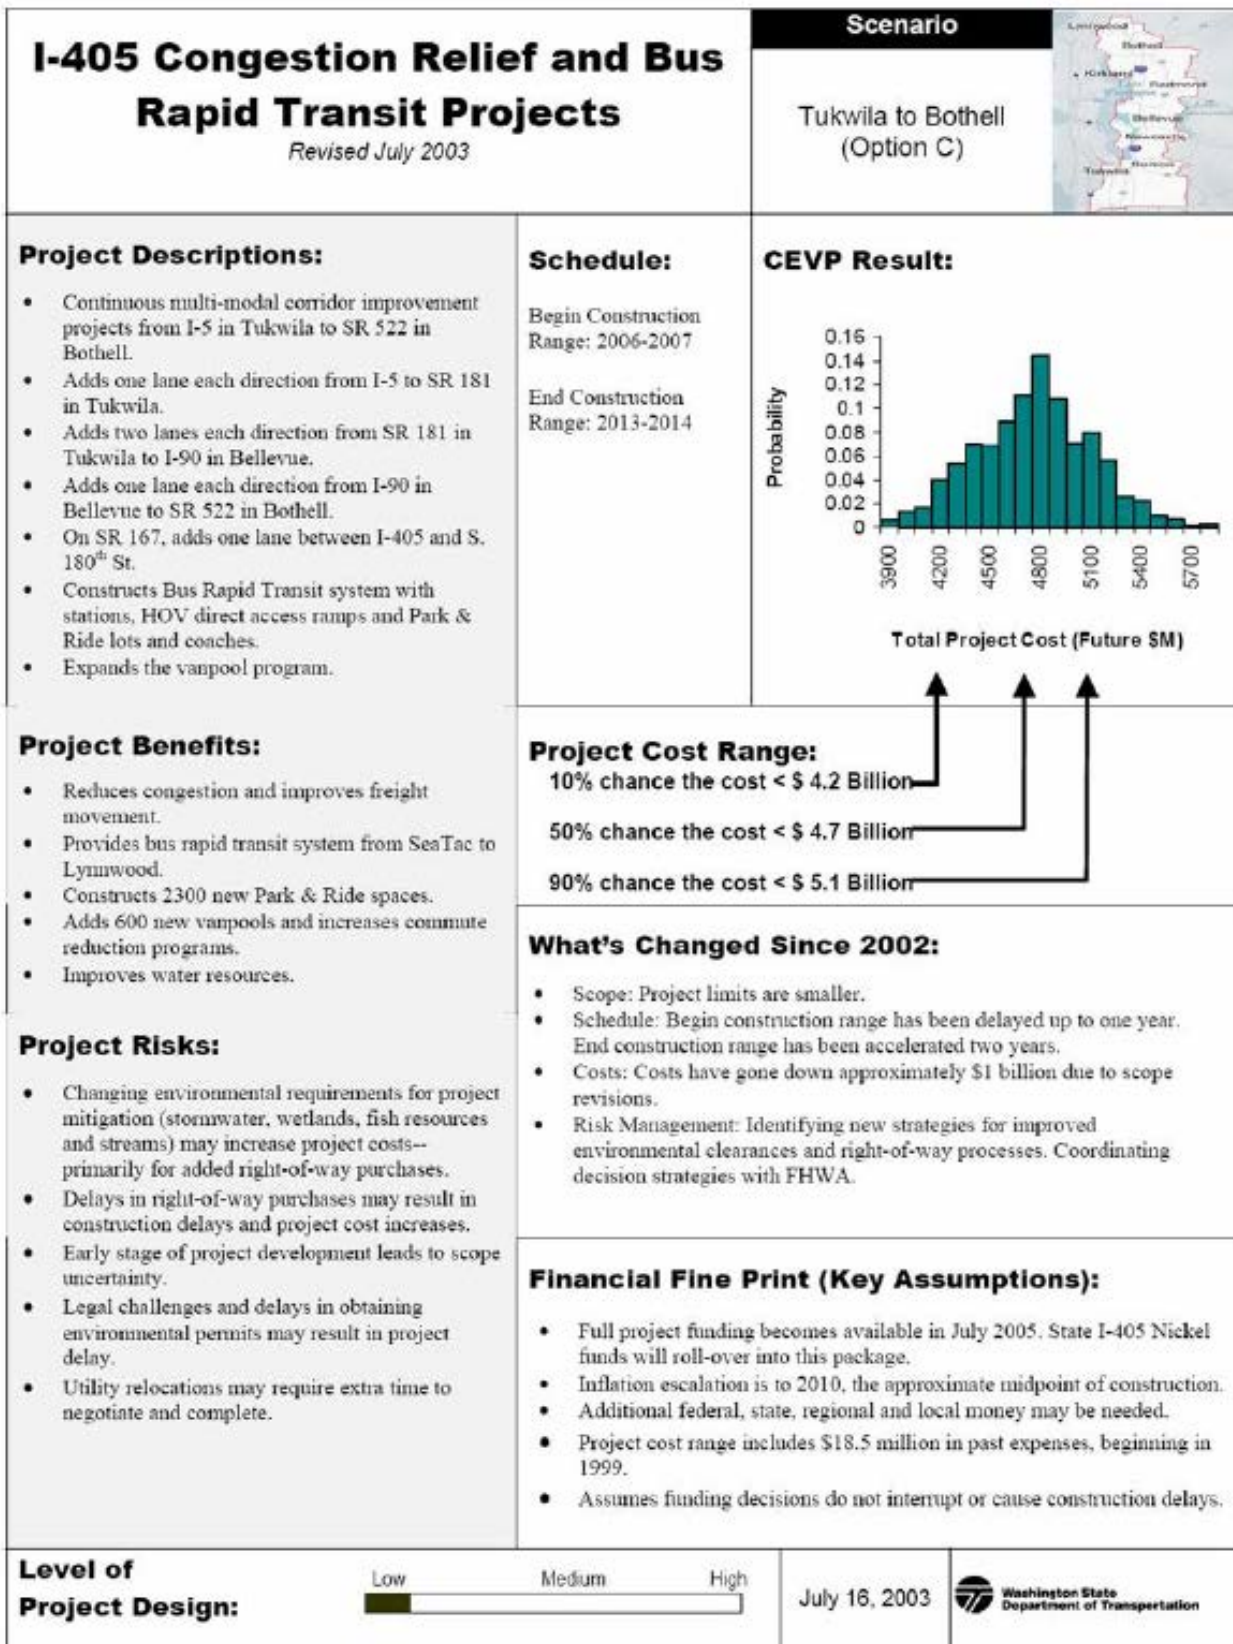 I-405 Congestion Relief and Bus
Rapid Transit Projects
Revised July 2003
Scenario
Tukwila to Bothell
(Option C)
Lynnwood
Bothell
Kirkland
Redmond
Bellevue
Newcastle
Renton
Tukwila
Project Descriptions:
• Continuous multi-modal corridor improvement
projects from I-5 in Tukwila to SR 522 in
Bothell.
• Adds one lane each direction from I-5 to SR 181
in Tukwila.
• Adds two lanes each direction from SR 181 in
Tukwila to I-90 in Bellevue.
• Adds one lane each direction from I-90 in
Bellevue to SR 522 in Bothell.
• On SR 167, adds one lane between I-405 and S.
180th St.
• Constructs Bus Rapid Transit system with
stations, HOV direct access ramps and Park &
Ride lots and coaches.
• Expands the vanpool program.
Schedule:
Begin Construction
Range: 2006-2007
End Construction
Range: 2013-2014
CEVP Result:
Probability
0.16
0.14
0.12
0.1
0.08
0.06
0.04
0.02
0
3900
4200
4500
4800
5100
5400
5700
Total Project Cost (Future $M)
Project Benefits:
• Reduces congestion and improves freight
movement.
• Provides bus rapid transit system from SeaTac to
Lynnwood.
• Constructs 2300 new Park & Ride spaces.
• Adds 600 new vanpools and increases commute
reduction programs.
• Improves water resources.
Project Cost Range:
10% chance the cost < $ 4.2 Billion
50% chance the cost < $ 4.7 Billion
90% chance the cost < $ 5.1 Billion
What's Changed Since 2002:
• Scope: Project limits are smaller.
• Schedule: Begin construction range has been delayed up to one year.
End construction range has been accelerated two years.
• Costs: Costs have gone down approximately $1 billion due to scope
revisions.
• Risk Management: Identifying new strategies for improved
environmental clearances and right-of-way processes. Coordinating
decision strategies with FHWA.
Project Risks:
• Changing environmental requirements for project
mitigation (stormwater, wetlands, fish resources
and streams) may increase project costs--
primarily for added right-of-way purchases.
• Delays in right-of-way purchases may result in
construction delays and project cost increases.
• Early stage of project development leads to scope
uncertainty.
• Legal challenges and delays in obtaining
environmental permits may result in project
delay.
• Utility relocations may require extra time to
negotiate and complete.
Financial Fine Print (Key Assumptions):
• Full project funding becomes available in July 2005. State I-405 Nickel
funds will roll-over into this package.
• Inflation escalation is to 2010, the approximate midpoint of construction.
• Additional federal, state, regional and local money may be needed.
• Project cost range includes $18.5 million in past expenses, beginning in
1999.
• Assumes funding decisions do not interrupt or cause construction delays.
Level of
Project Design:
Low
Medium
High
July 16, 2003
Washington State
Department of Transportation